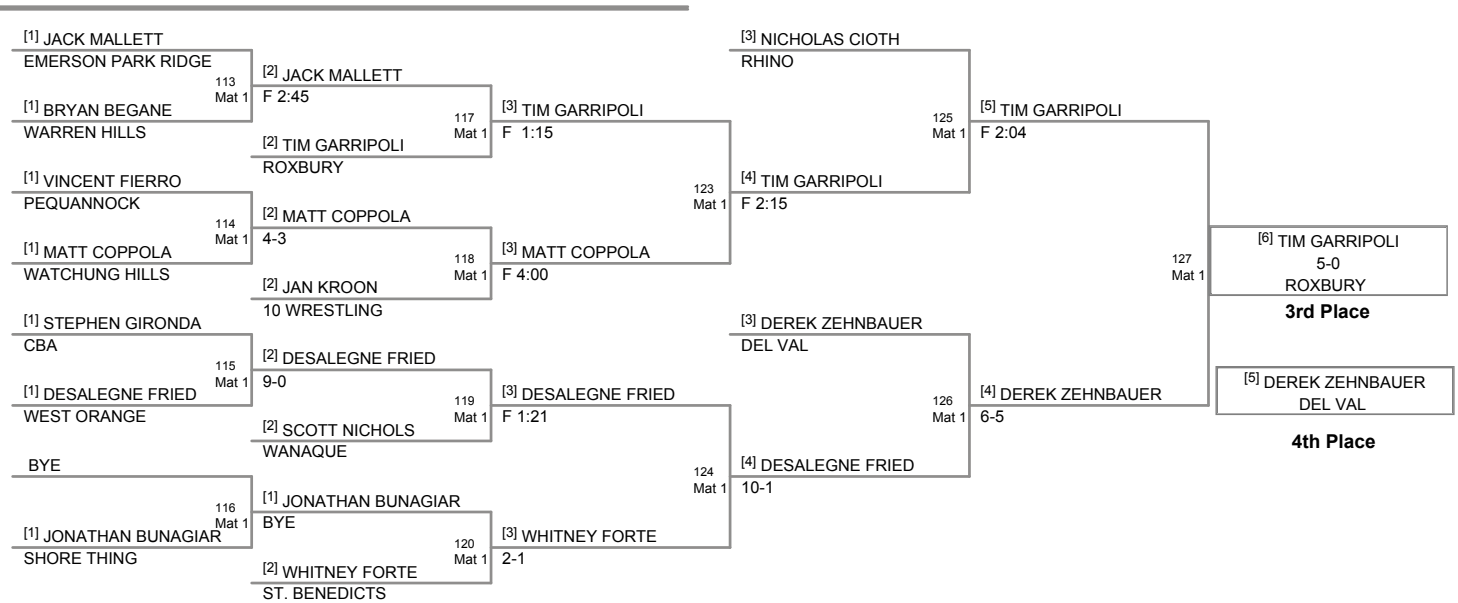 [1] JACK MALLETT
EMERSON PARK RIDGE
113
Mat 1
[1] BRYAN BEGANE
WARREN HILLS
[1] VINCENT FIERRO
PEQUANNOCK
114
Mat 1
[1] MATT COPPOLA
WATCHUNG HILLS
[1] STEPHEN GIRONDA
CBA
115
Mat 1
[1] DESALEGNE FRIED
WEST ORANGE
BYE
116
Mat 1
[1] JONATHAN BUNAGIAR
SHORE THING
[2] JACK MALLETT
F 2:45
117
Mat 1
[2] TIM GARRIPOLI
ROXBURY
[2] MATT COPPOLA
4-3
118
Mat 1
[2] JAN KROON
10 WRESTLING
[2] DESALEGNE FRIED
9-0
119
Mat 1
[2] SCOTT NICHOLS
WANAQUE
[1] JONATHAN BUNAGIAR
BYE
120
Mat 1
[2] WHITNEY FORTE
ST. BENEDICTS
[3] TIM GARRIPOLI
F 1:15
123
Mat 1
[3] MATT COPPOLA
F 4:00
[3] DESALEGNE FRIED
F 1:21
124
Mat 1
[3] WHITNEY FORTE
2-1
[3] NICHOLAS CIOTH
RHINO
125
Mat 1
[4] TIM GARRIPOLI
F 2:15
[3] DEREK ZEHNBAUER
DEL VAL
126
Mat 1
[4] DESALEGNE FRIED
10-1
[5] TIM GARRIPOLI
F 2:04
127
Mat 1
[4] DEREK ZEHNBAUER
6-5
[6] TIM GARRIPOLI
5-0
ROXBURY
3rd Place
[5] DEREK ZEHNBAUER
DEL VAL
4th Place